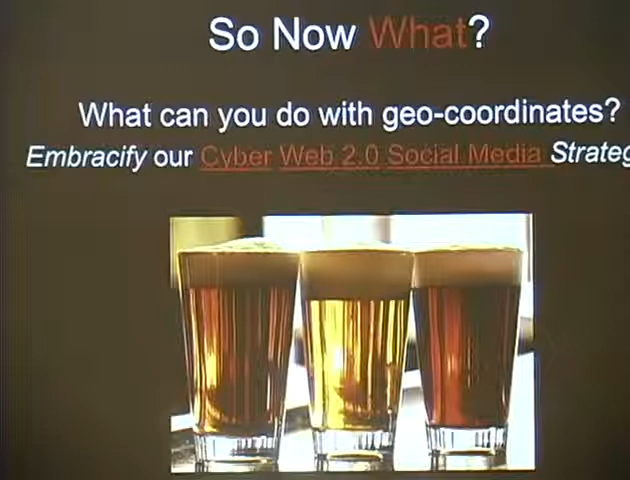 So Now What?
What can you do with geo-coordinates?
Embracify our Cyber Web 2.0 Social Media Strateg